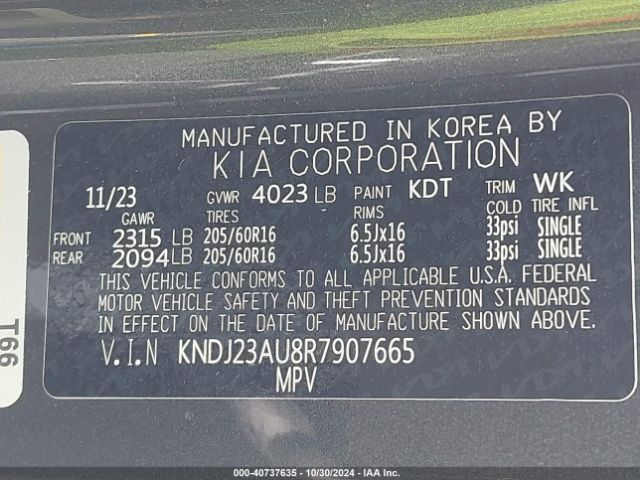 MANUFACTURED IN KOREA BY
KIA CORPORATION
11/23 GVWR 4023 LB PAINT KDT TRIM WK
GAWR TIRES RIMS COLD TIRE INFL
FRONT 2315 LB 205/60R16 6.5Jx16 33psi SINGLE
REAR 2094LB 205/60R16 6.5Jx16 33psi SINGLE
THIS VEHICLE CONFORMS TO ALL APPLICABLE U.S.A. FEDERAL
MOTOR VEHICLE SAFETY AND THEFT PREVENTION STANDARDS
IN EFFECT ON THE DATE OF MANUFACTURE SHOWN ABOVE.
V.I.N KNDJ23AU8R7907665
MPV
T66
000-40737635 - 10/30/2024 - IAA Inc.